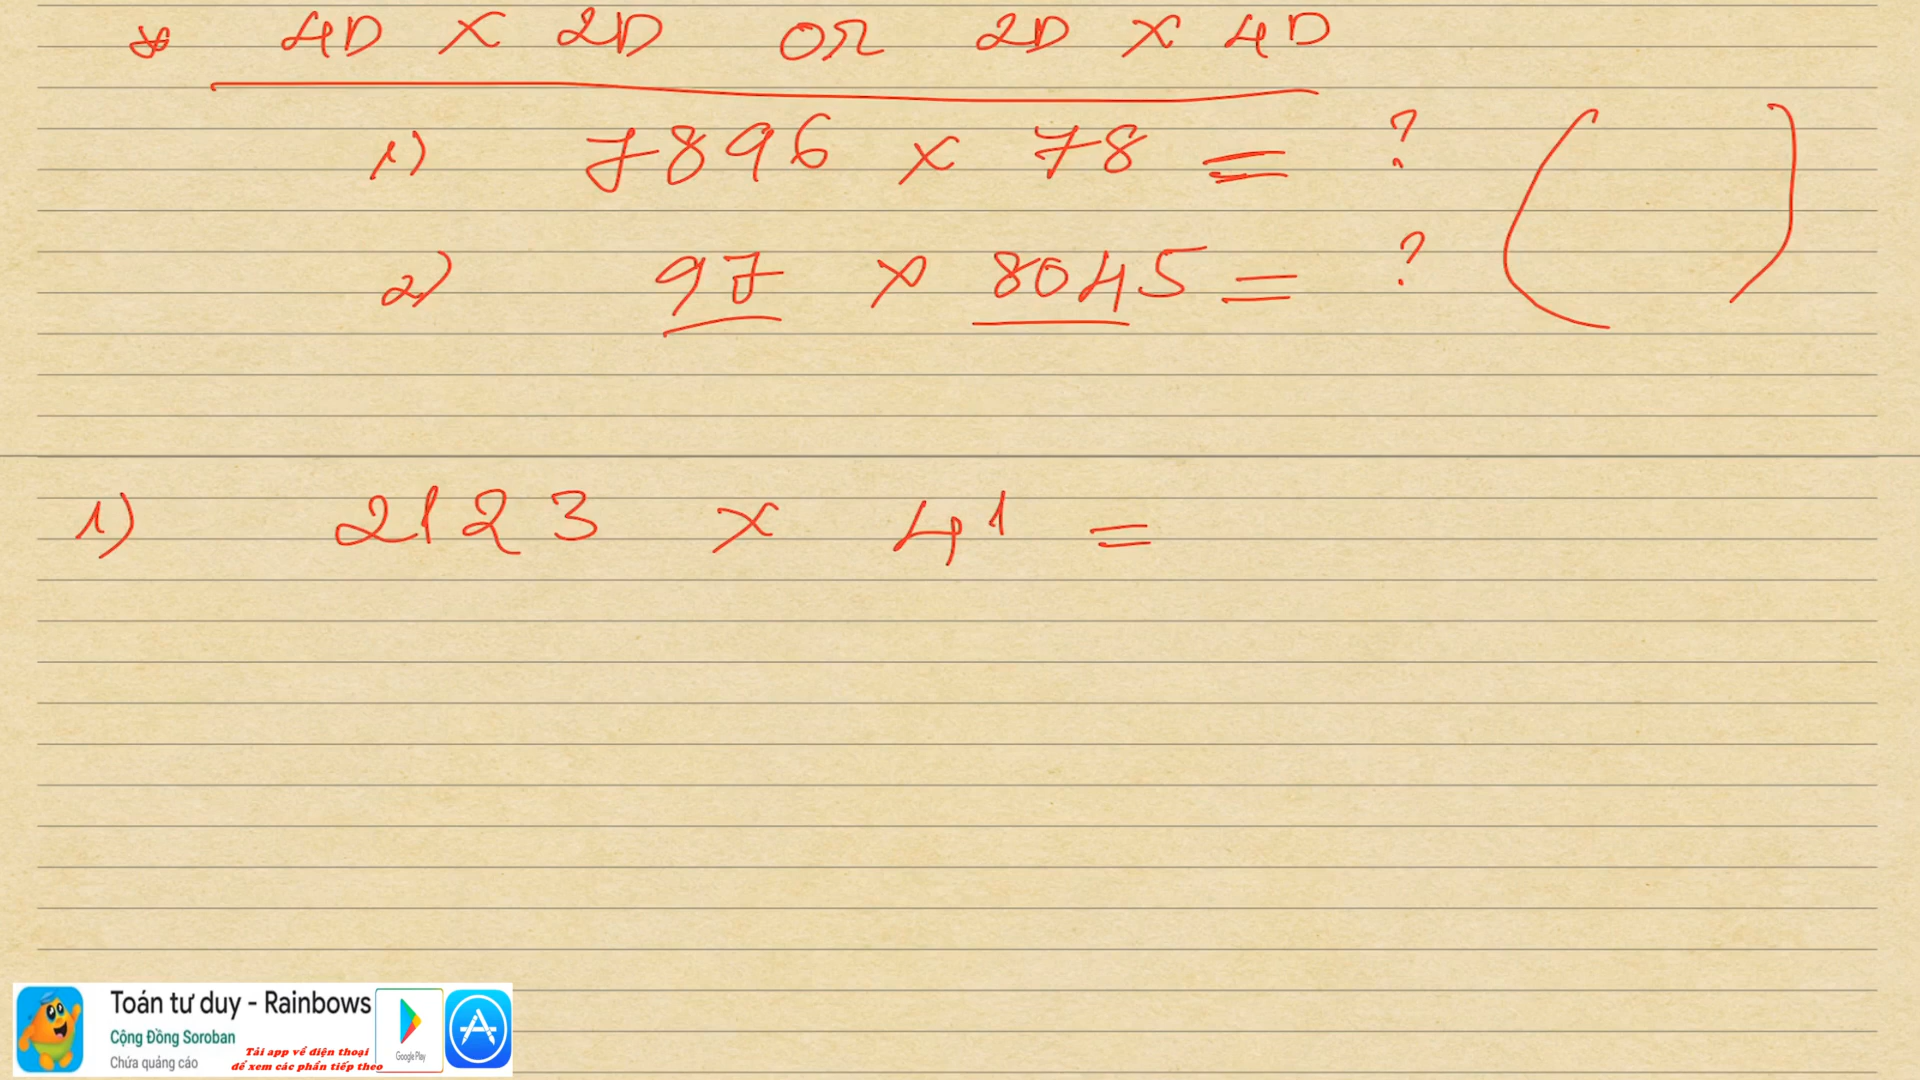 * 4D x 2D OR 2D x 4D
1) 7896 x 78 = ? ( )
2) 97 x 8045 = ?
1) 2123 x 41 =
Toán tư duy - Rainbows
Cộng Đồng Soroban
Chứa quảng cáo
Tải app về điện thoại
để xem các phần tiếp theo
Google Play